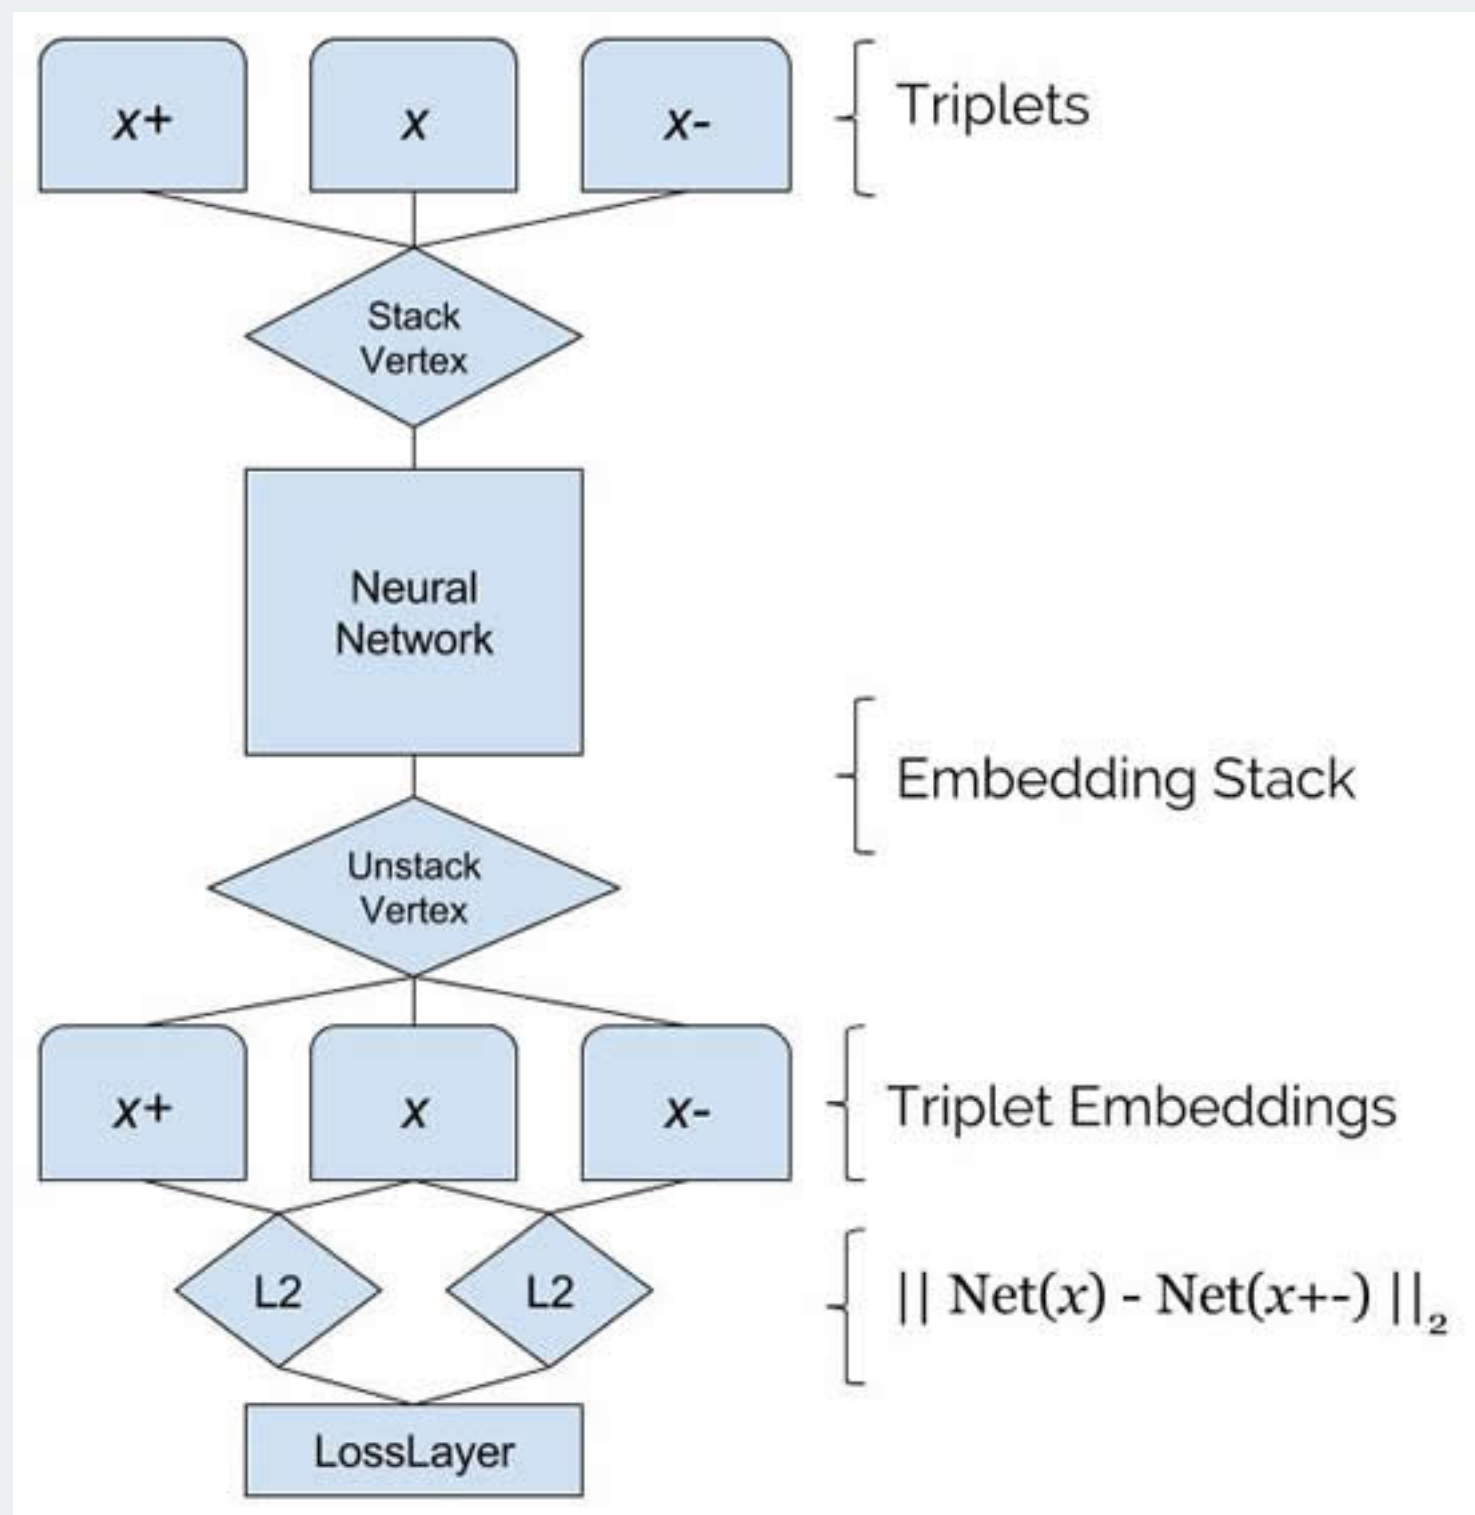 x+
x
x-
Triplets
Stack
Vertex
Neural
Network
Embedding Stack
Unstack
Vertex
x+
x
x-
Triplet Embeddings
L2
L2
|| Net(x) - Net(x+-) ||₂
LossLayer